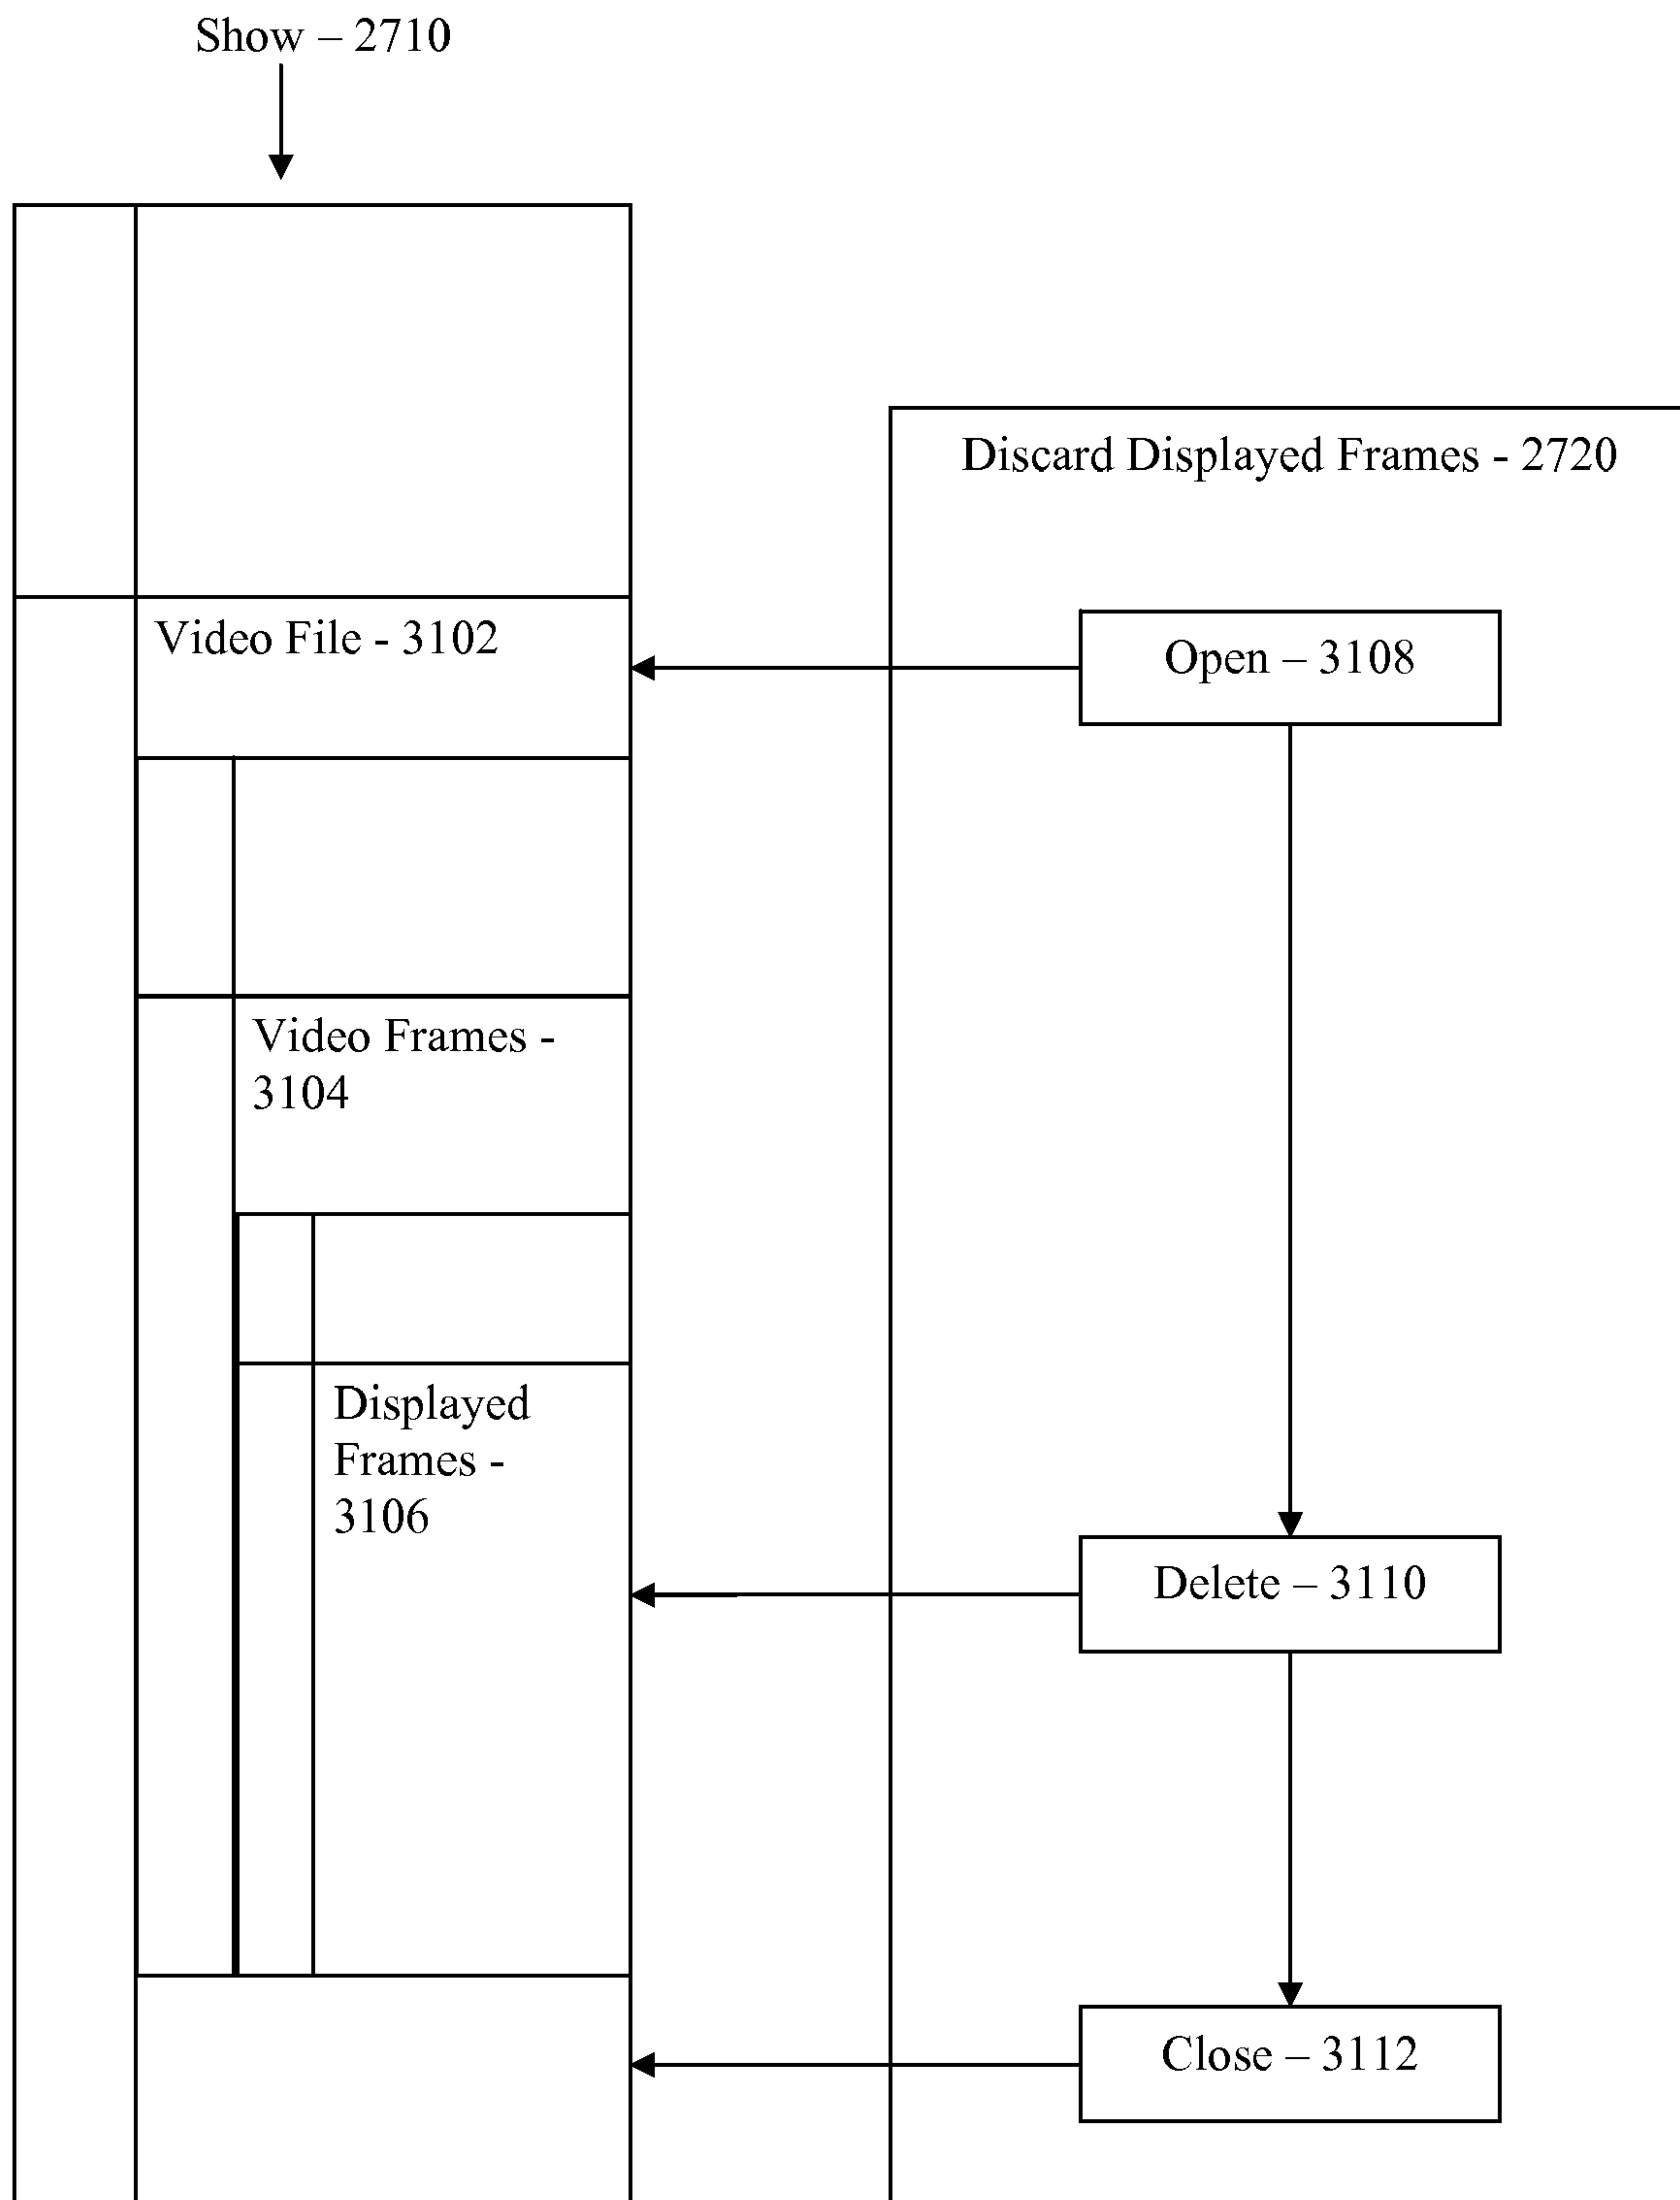 Show – 2710
Discard Displayed Frames - 2720
Video File - 3102
Open – 3108
Video Frames -
3104
Displayed
Frames -
3106
Delete – 3110
Close – 3112